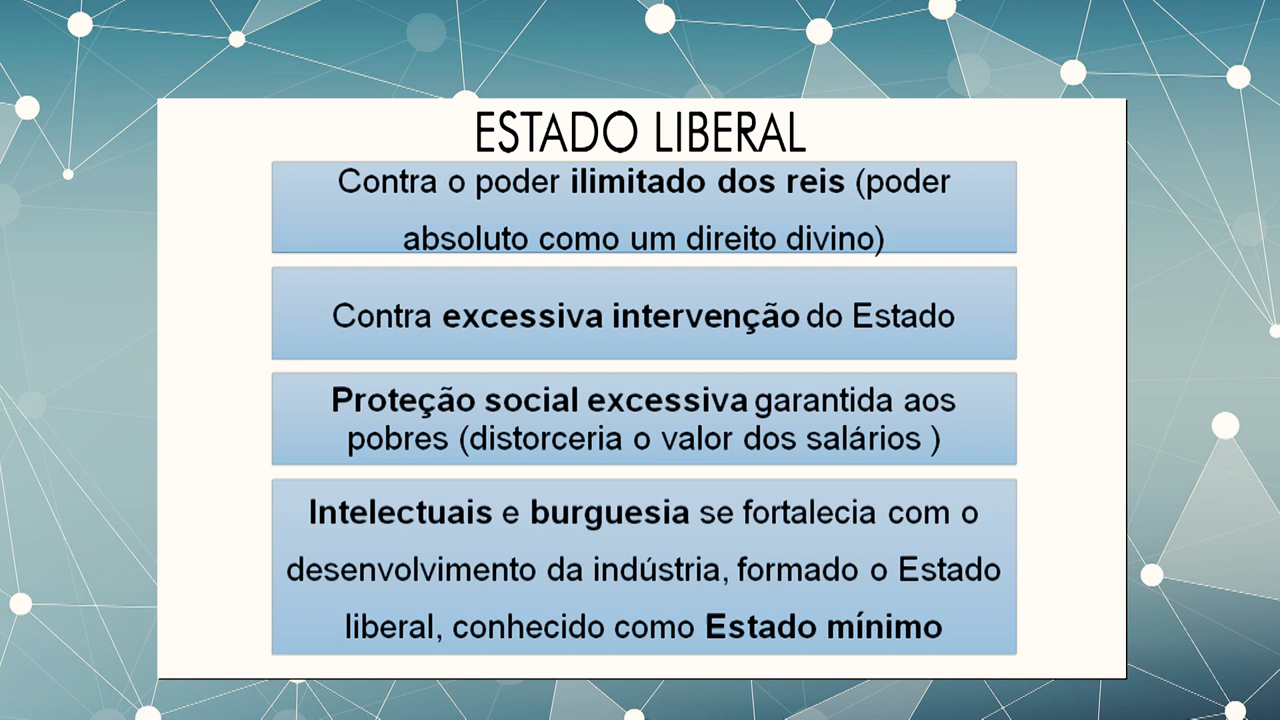 ESTADO LIBERAL
Contra o poder ilimitado dos reis (poder
absoluto como um direito divino)
Contra excessiva intervenção do Estado
Proteção social excessiva garantida aos
pobres (distorceria o valor dos salários )
Intelectuais e burguesia se fortalecia com o
desenvolvimento da indústria, formado o Estado
liberal, conhecido como Estado mínimo